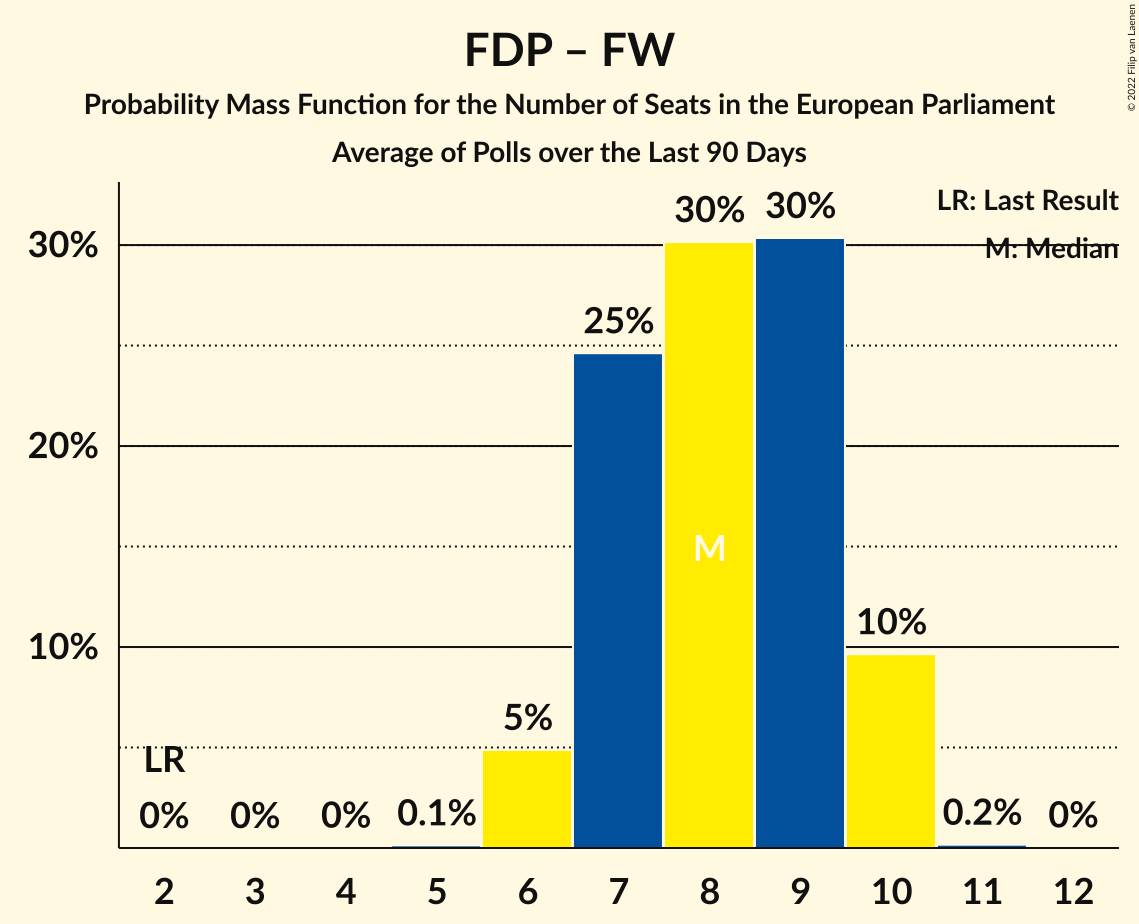 FDP – FW
Probability Mass Function for the Number of Seats in the European Parliament
Average of Polls over the Last 90 Days
© 2022 Filip van Laenen
LR: Last Result
M: Median
30%
20%
10%
LR
0%
0%
0%
0.1%
5%
25%
30%
30%
10%
0.2%
0%
M
2 3 4 5 6 7 8 9 10 11 12